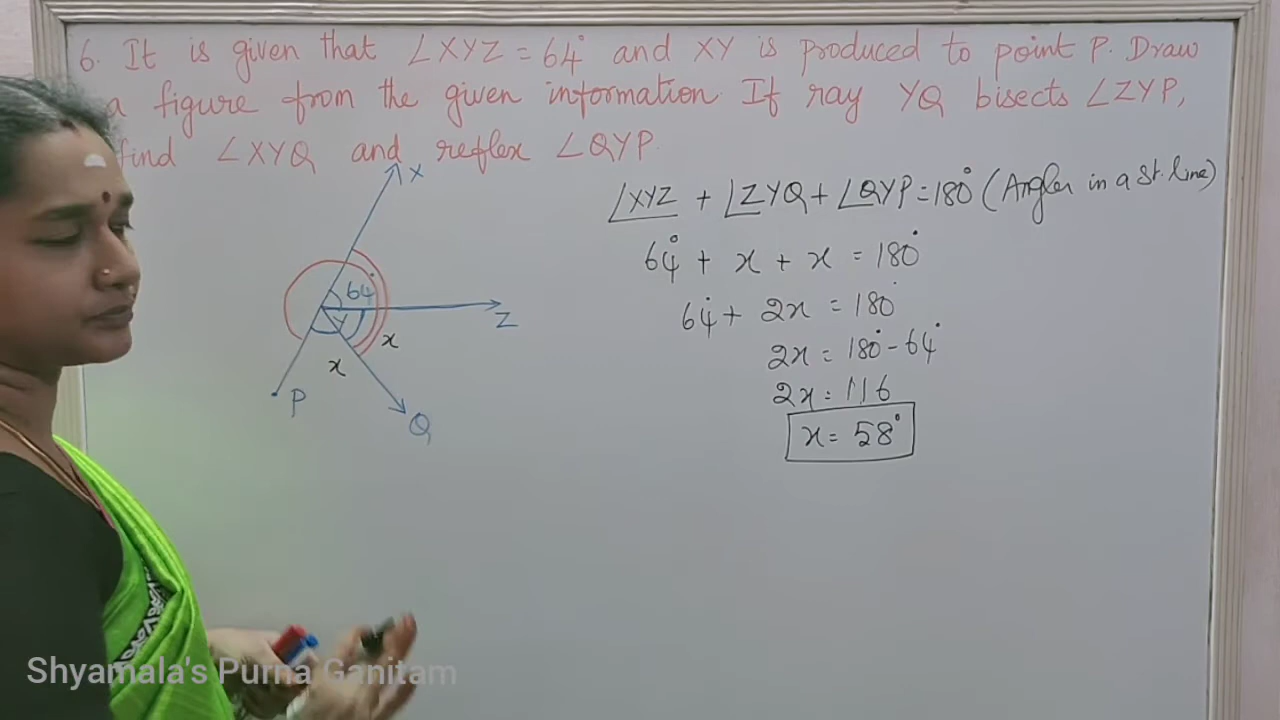 6. It is given that ∠XYZ = 64° and XY is produced to point P. Draw
a figure from the given information. If ray YQ bisects ∠ZYP,
find ∠XYQ and reflex ∠QYP.
X
64°
Y
Z
x
x
P
Q
∠XYZ + ∠ZYQ + ∠QYP = 180° (Angles in a st. line)
64° + x + x = 180°
64° + 2x = 180°
2x = 180° - 64°
2x = 116
x = 58°
Shyamala's Purna Ganitam